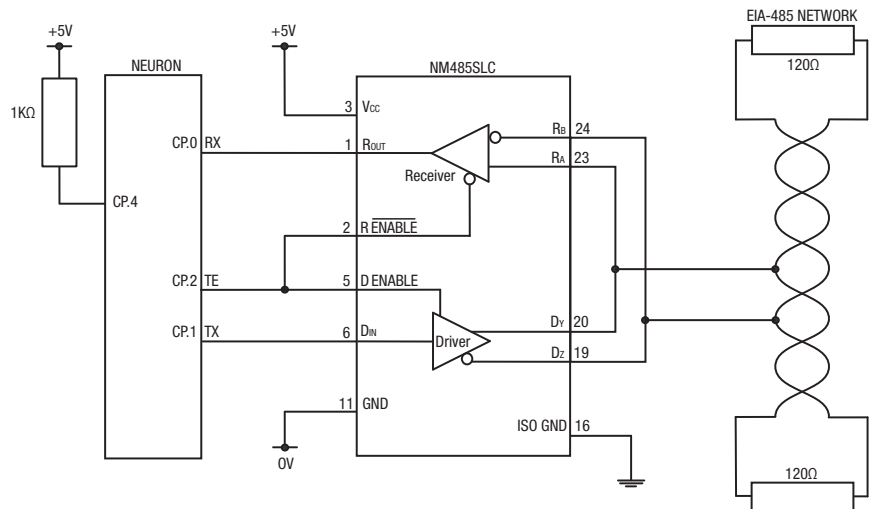 EIA-485 NETWORK
120Ω
+5V
+5V
NEURON
NM485SLC
1KΩ
3 VCC
CP.0 RX
1 ROUT
RB 24
RA 23
Receiver
CP.4
2 R ENABLE
CP.2 TE
5 D ENABLE
CP.1 TX
6 DIN
Driver
DY 20
DZ 19
11 GND
ISO GND 16
0V
120Ω